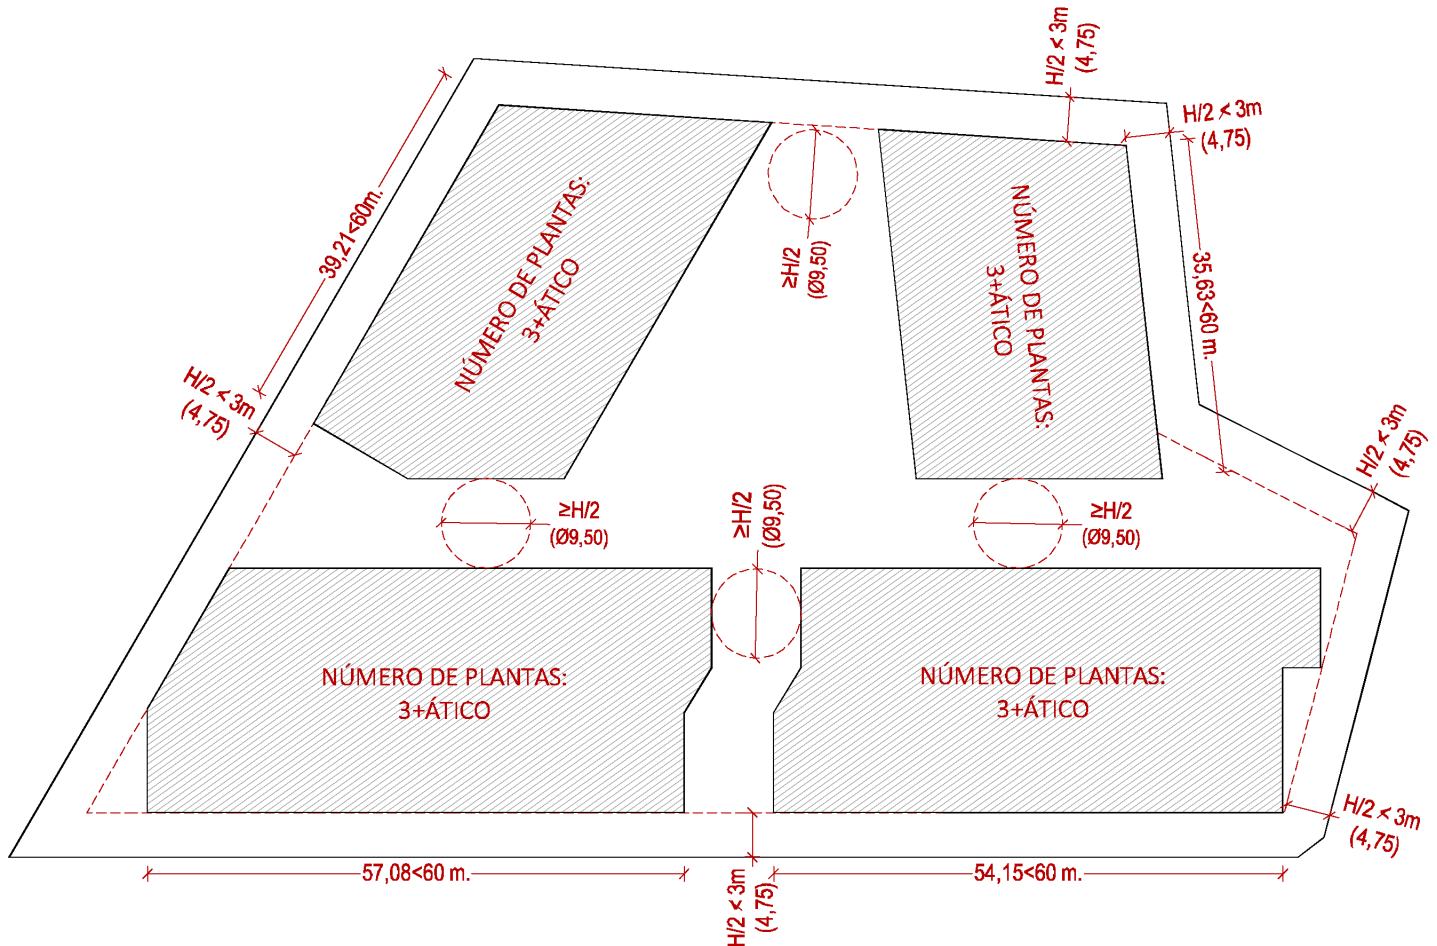 H/2 ≮ 3m
(4,75)
H/2 ≮ 3m
(4,75)
39,21<60m.
NÚMERO DE PLANTAS:
3+ÁTICO
≥H/2
(Ø9,50)
NÚMERO DE PLANTAS:
3+ÁTICO
35,63<60 m.
H/2 ≮ 3m
(4,75)
H/2 ≮ 3m
(4,75)
≥H/2
(Ø9,50)
≥H/2
(Ø9,50)
≥H/2
(Ø9,50)
NÚMERO DE PLANTAS:
3+ÁTICO
NÚMERO DE PLANTAS:
3+ÁTICO
H/2 ≮ 3m
(4,75)
57,08<60 m.
H/2 ≮ 3m
(4,75)
54,15<60 m.